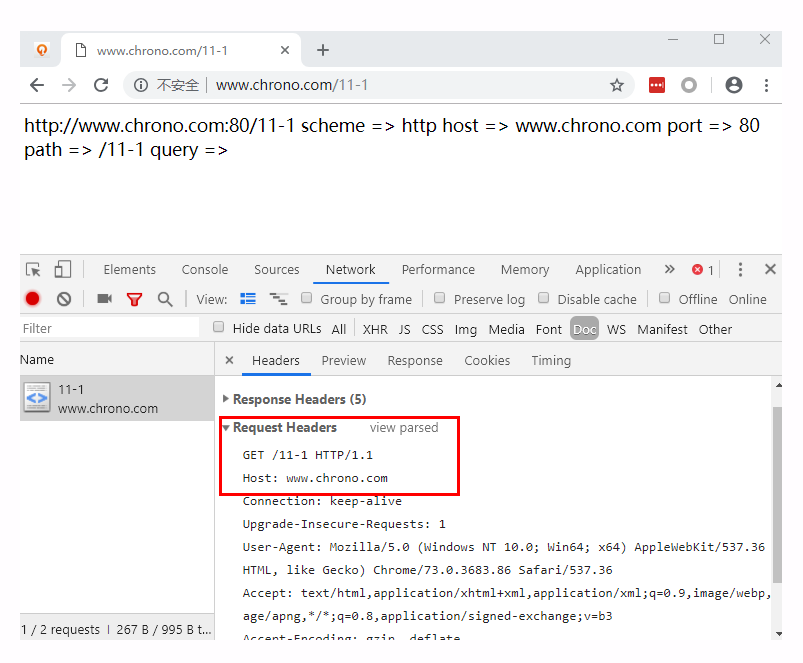 www.chrono.com/11-1
不安全 www.chrono.com/11-1
http://www.chrono.com:80/11-1 scheme => http host => www.chrono.com port => 80
path => /11-1 query =>
Elements Console Sources Network Performance Memory Application » 1
View: Group by frame Preserve log Disable cache Offline Online
Filter Hide data URLs All XHR JS CSS Img Media Font Doc WS Manifest Other
Name Headers Preview Response Cookies Timing
11-1
www.chrono.com
Response Headers (5)
Request Headers view parsed
GET /11-1 HTTP/1.1
Host: www.chrono.com
Connection: keep-alive
Upgrade-Insecure-Requests: 1
User-Agent: Mozilla/5.0 (Windows NT 10.0; Win64; x64) AppleWebKit/537.36
HTML, like Gecko) Chrome/73.0.3683.86 Safari/537.36
Accept: text/html,application/xhtml+xml,application/xml;q=0.9,image/webp,
age/apng,*/*;q=0.8,application/signed-exchange;v=b3
Accept-Encoding: gzip, deflate
1 / 2 requests | 267 B / 995 B t...